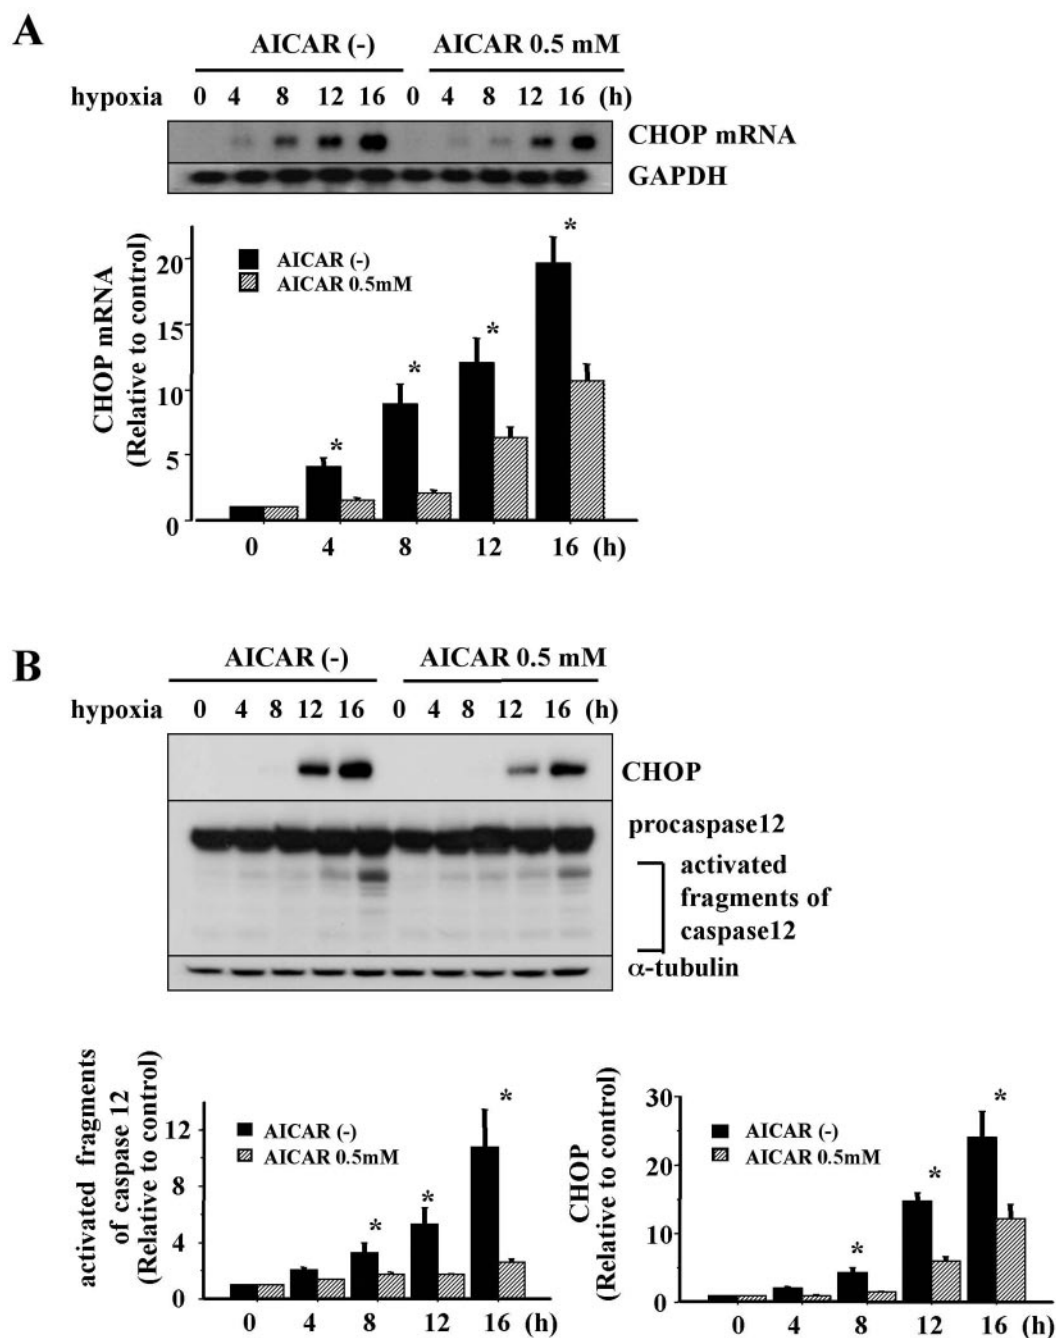 A
AICAR (-) AICAR 0.5 mM
hypoxia 0 4 8 12 16 0 4 8 12 16 (h)
CHOP mRNA
GAPDH
CHOP mRNA
(Relative to control)
20
15
10
5
0
AICAR (-)
AICAR 0.5mM
* * * *
0 4 8 12 16 (h)
B
AICAR (-) AICAR 0.5 mM
hypoxia 0 4 8 12 16 0 4 8 12 16 (h)
CHOP
procaspase12
activated
fragments of
caspase12
α-tubulin
activated fragments
of caspase 12
(Relative to control)
12
8
4
0
AICAR (-)
AICAR 0.5mM
* * *
0 4 8 12 16 (h)
CHOP
(Relative to control)
30
20
10
0
AICAR (-)
AICAR 0.5mM
* * *
0 4 8 12 16 (h)